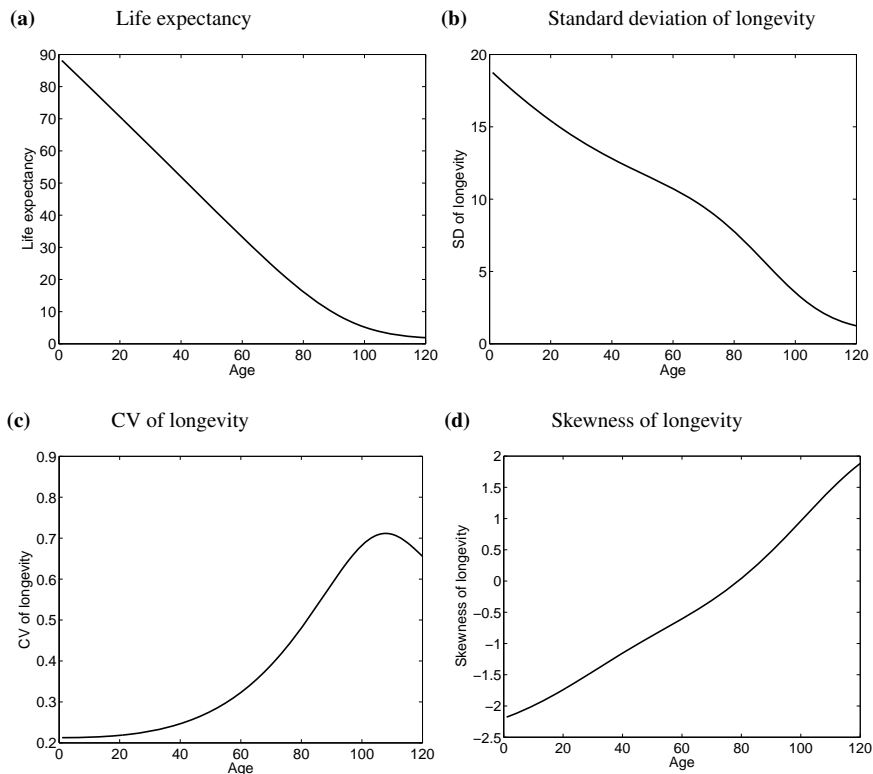 (a) Life expectancy
90
80
70
60
50
40
30
20
10
0
Life expectancy
0 20 40 60 80 100 120
Age
(b) Standard deviation of longevity
20
15
10
5
0
SD of longevity
0 20 40 60 80 100 120
Age
(c) CV of longevity
0.9
0.8
0.7
0.6
0.5
0.4
0.3
0.2
CV of longevity
0 20 40 60 80 100 120
Age
(d) Skewness of longevity
2
1.5
1
0.5
0
−0.5
−1
−1.5
−2
−2.5
Skewness of longevity
0 20 40 60 80 100 120
Age